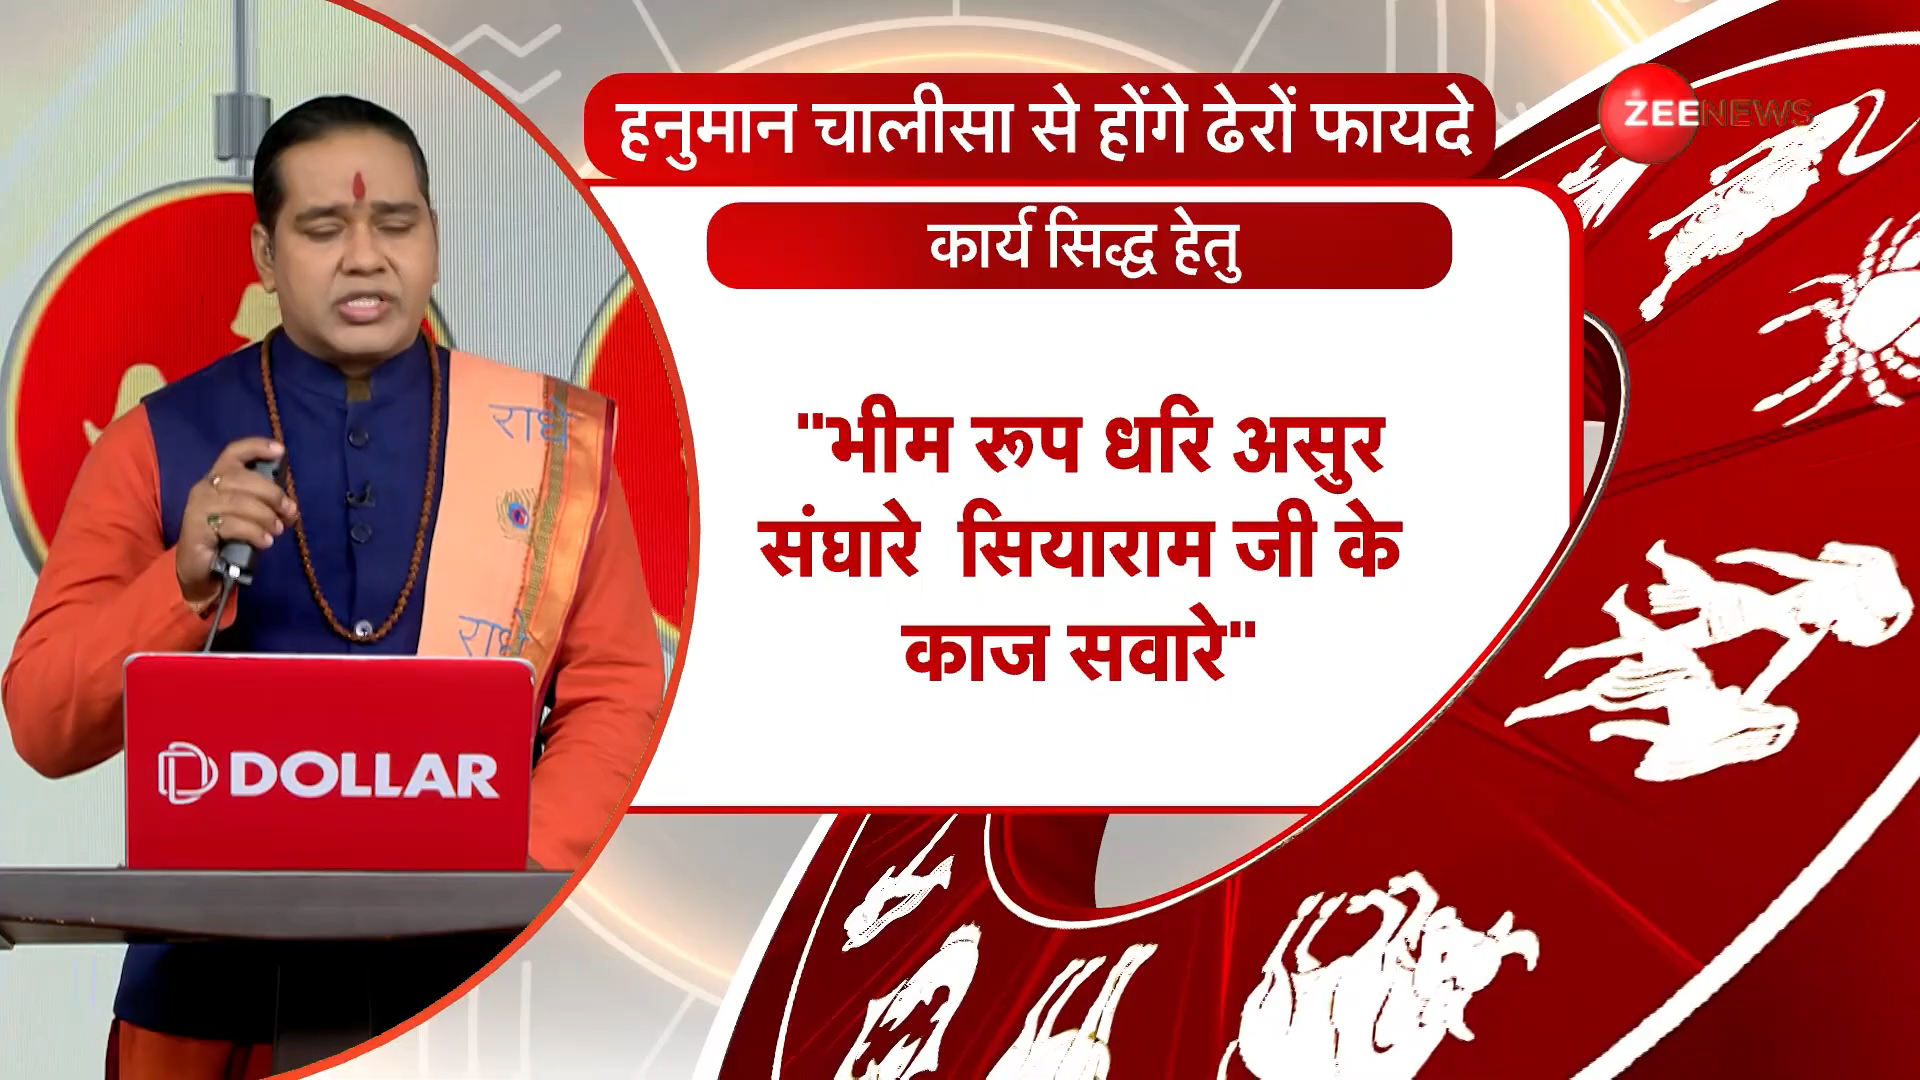 हनुमान चालीसा से होंगे ढेरों फायदे
ZEENEWS
कार्य सिद्ध हेतु
"भीम रूप धरि असुर
संघारे सियाराम जी के
काज सवारे"
राधे
राधे
DOLLAR